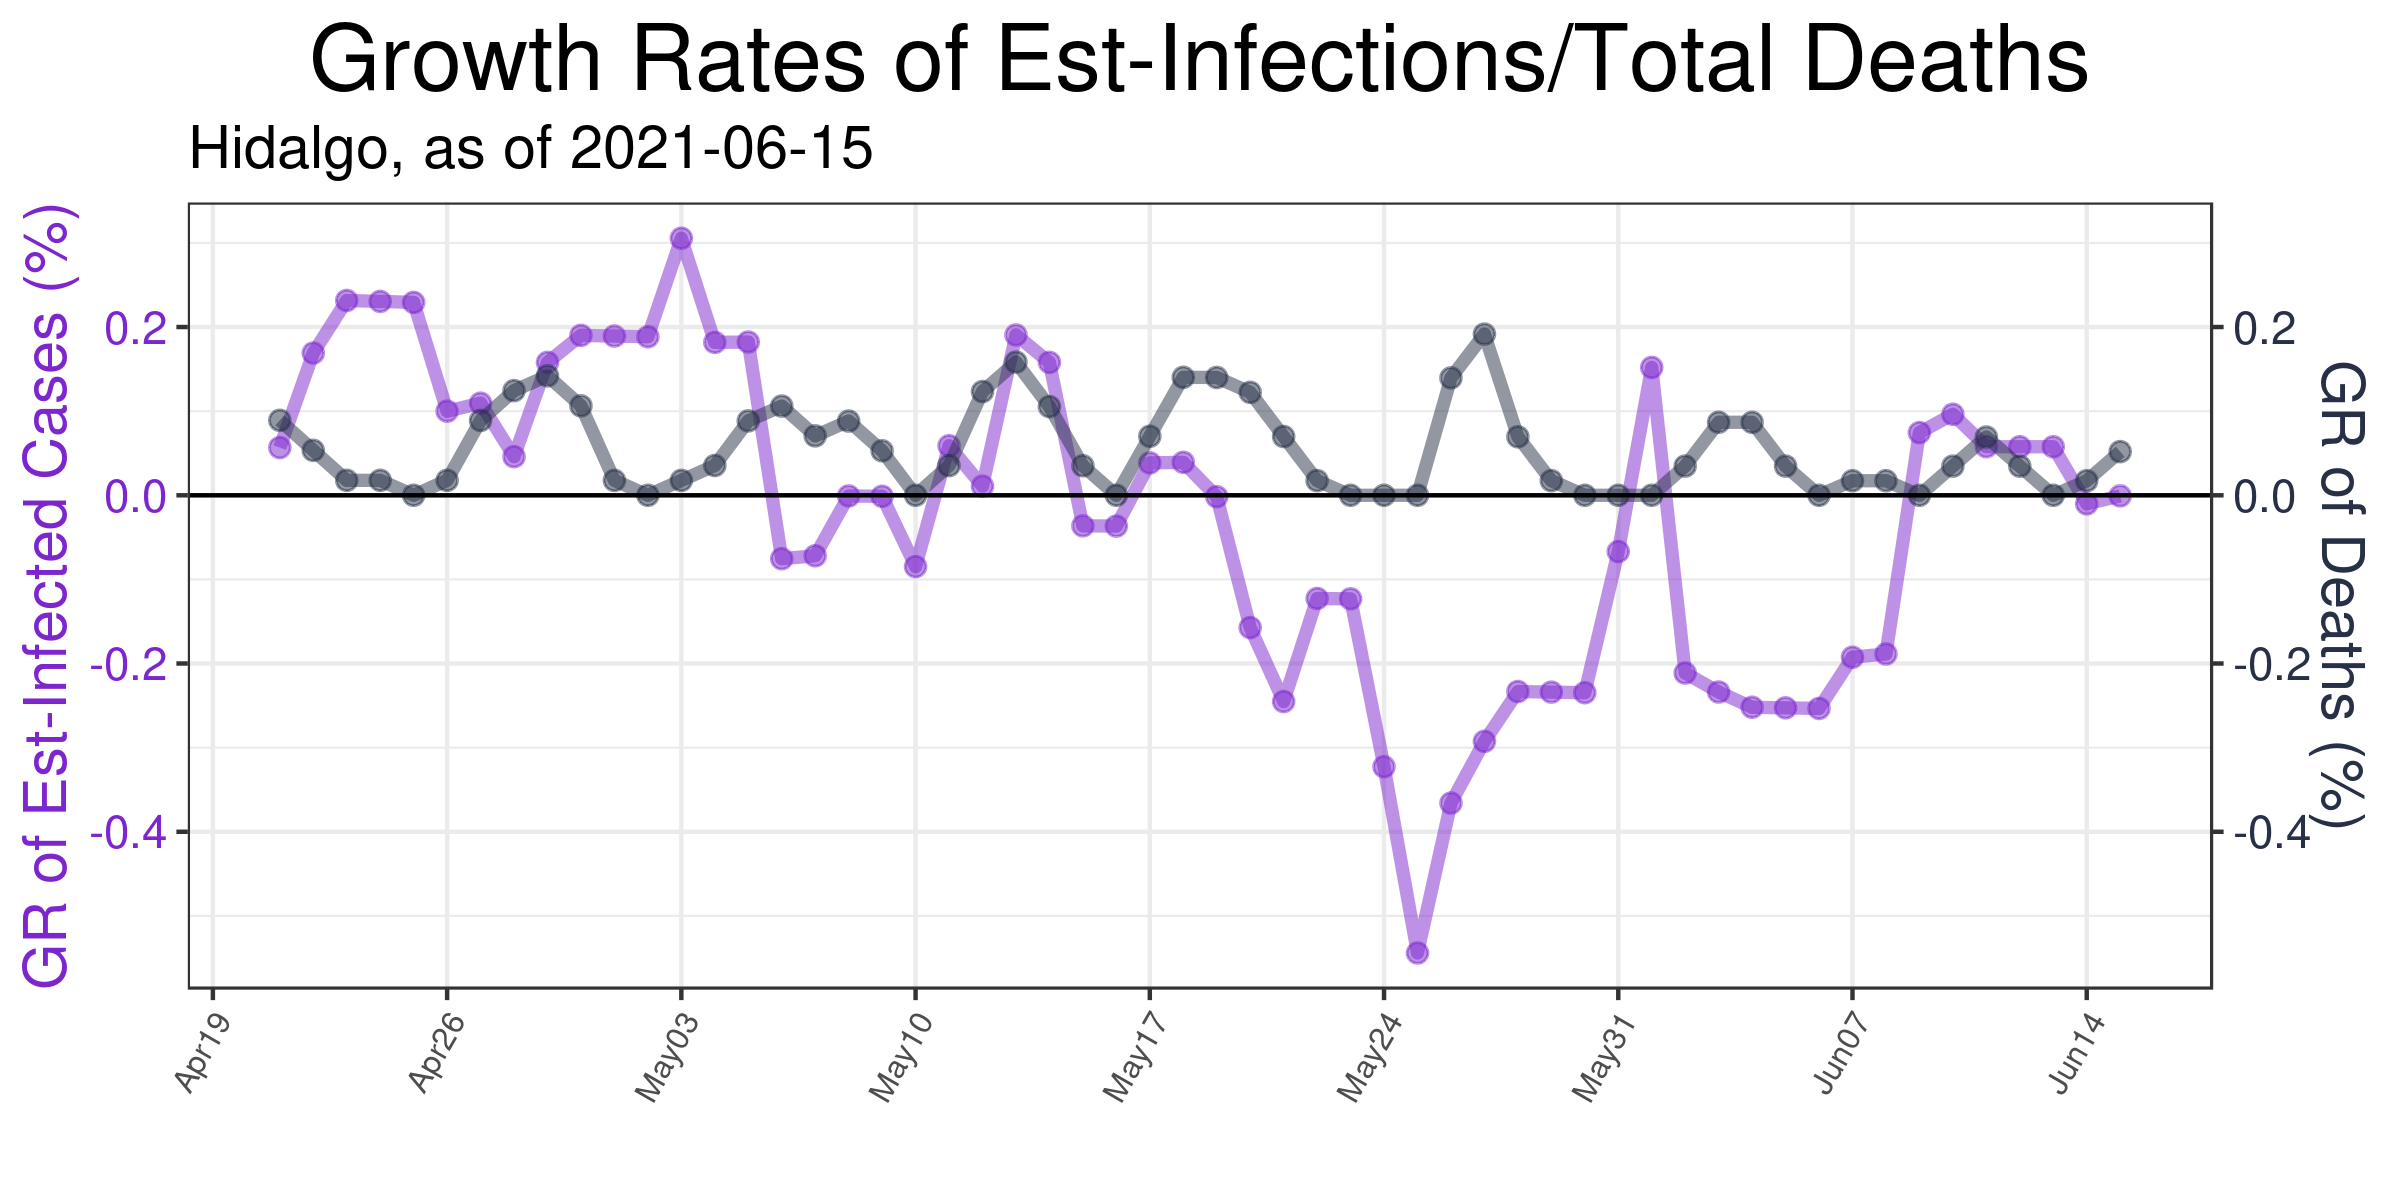 Growth Rates of Est-Infections/Total Deaths
Hidalgo, as of 2021-06-15
GR of Est-Infected Cases (%)
0.2
0.0
-0.2
-0.4
0.2
0.0
-0.2
-0.4
GR of Deaths (%)
Apr19
Apr26
May03
May10
May17
May24
May31
Jun07
Jun14